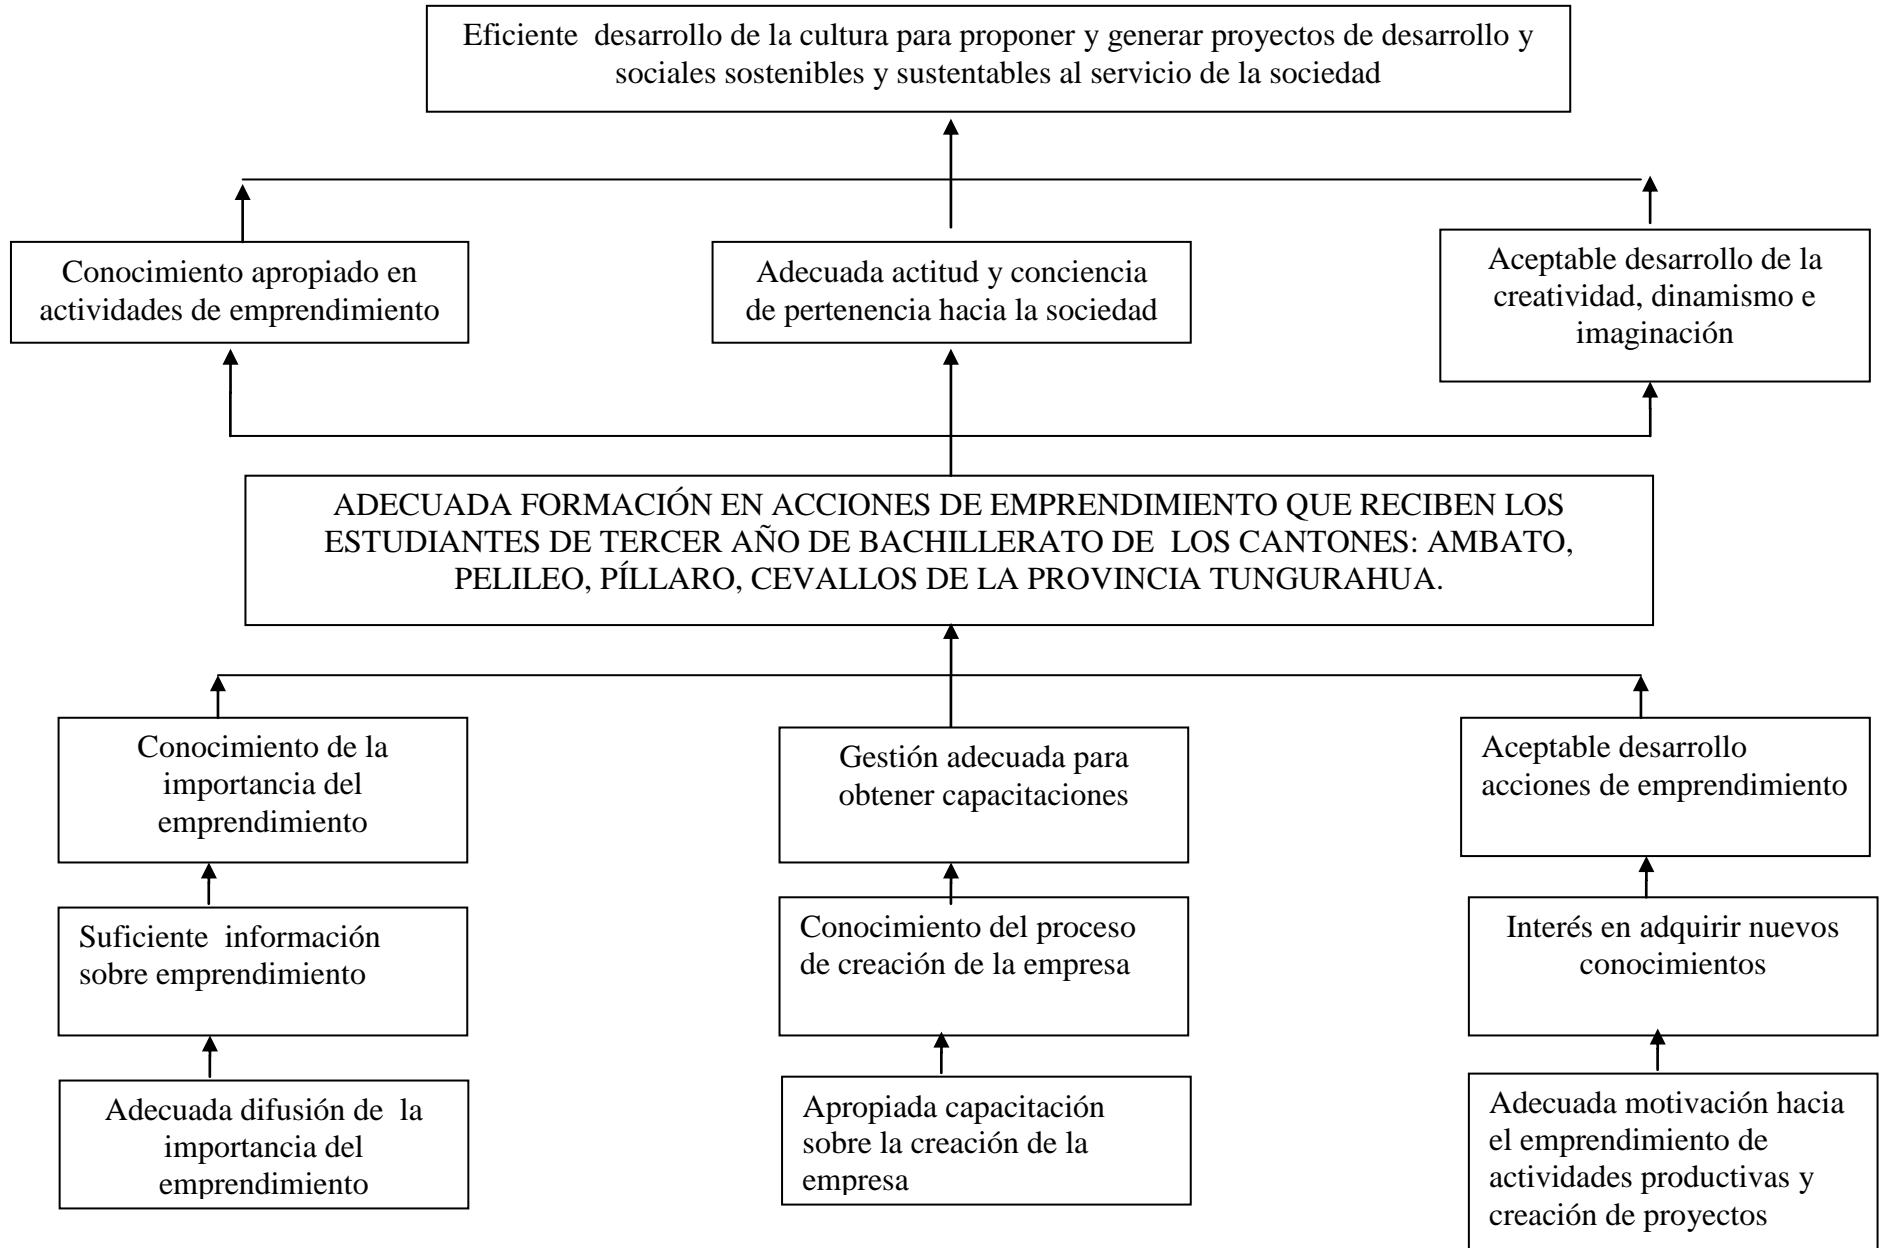 Eficiente desarrollo de la cultura para proponer y generar proyectos de desarrollo y
sociales sostenibles y sustentables al servicio de la sociedad
Conocimiento apropiado en
actividades de emprendimiento
Adecuada actitud y conciencia
de pertenencia hacia la sociedad
Aceptable desarrollo de la
creatividad, dinamismo e
imaginación
ADECUADA FORMACIÓN EN ACCIONES DE EMPRENDIMIENTO QUE RECIBEN LOS
ESTUDIANTES DE TERCER AÑO DE BACHILLERATO DE LOS CANTONES: AMBATO,
PELILEO, PÍLLARO, CEVALLOS DE LA PROVINCIA TUNGURAHUA.
Conocimiento de la
importancia del
emprendimiento
Gestión adecuada para
obtener capacitaciones
Aceptable desarrollo
acciones de emprendimiento
Suficiente información
sobre emprendimiento
Conocimiento del proceso
de creación de la empresa
Interés en adquirir nuevos
conocimientos
Adecuada difusión de la
importancia del
emprendimiento
Apropiada capacitación
sobre la creación de la
empresa
Adecuada motivación hacia
el emprendimiento de
actividades productivas y
creación de proyectos